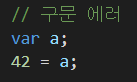 // 구문 에러
var a;
42 = a;